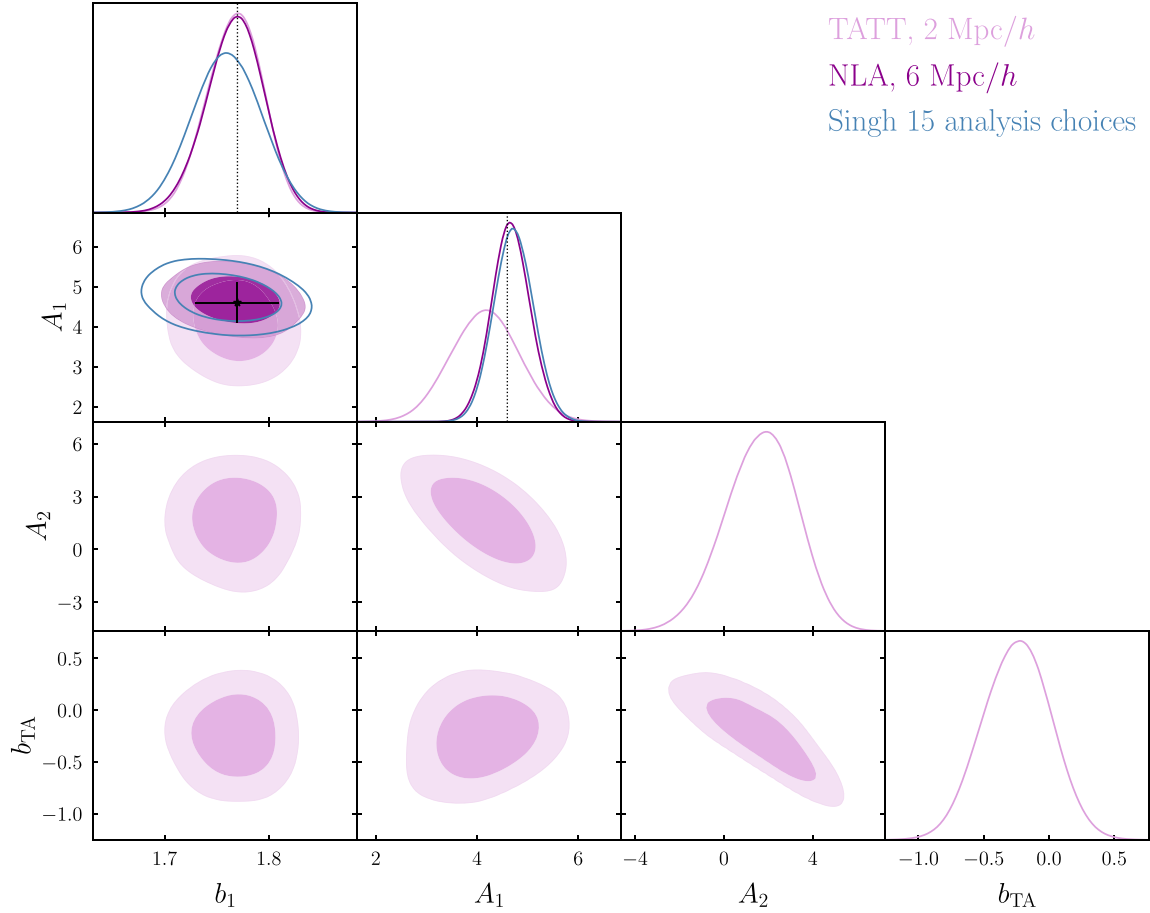 TATT, 2 Mpc/h
NLA, 6 Mpc/h
Singh 15 analysis choices
6
5
4
3
2
A₁
6
3
0
−3
A₂
0.5
0.0
−0.5
−1.0
b_TA
1.7 1.8 2 4 6 −4 0 4 −1.0 −0.5 0.0 0.5
b₁ A₁ A₂ b_TA